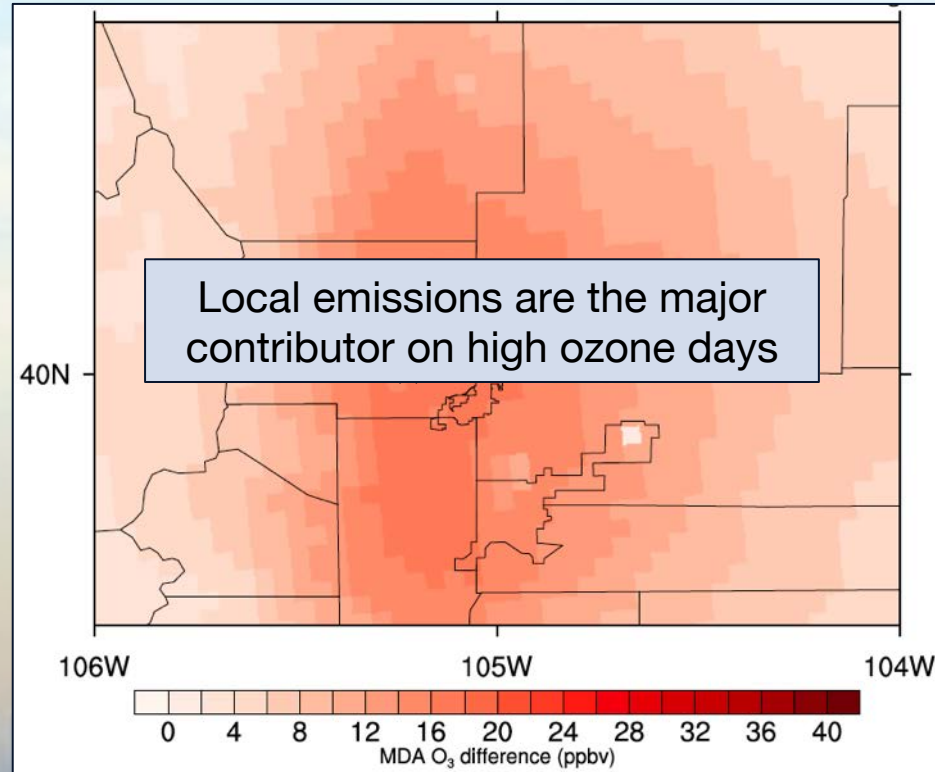 Local emissions are the major
contributor on high ozone days
40N
106W 105W 104W
0 4 8 12 16 20 24 28 32 36 40
MDA O₃ difference (ppbv)